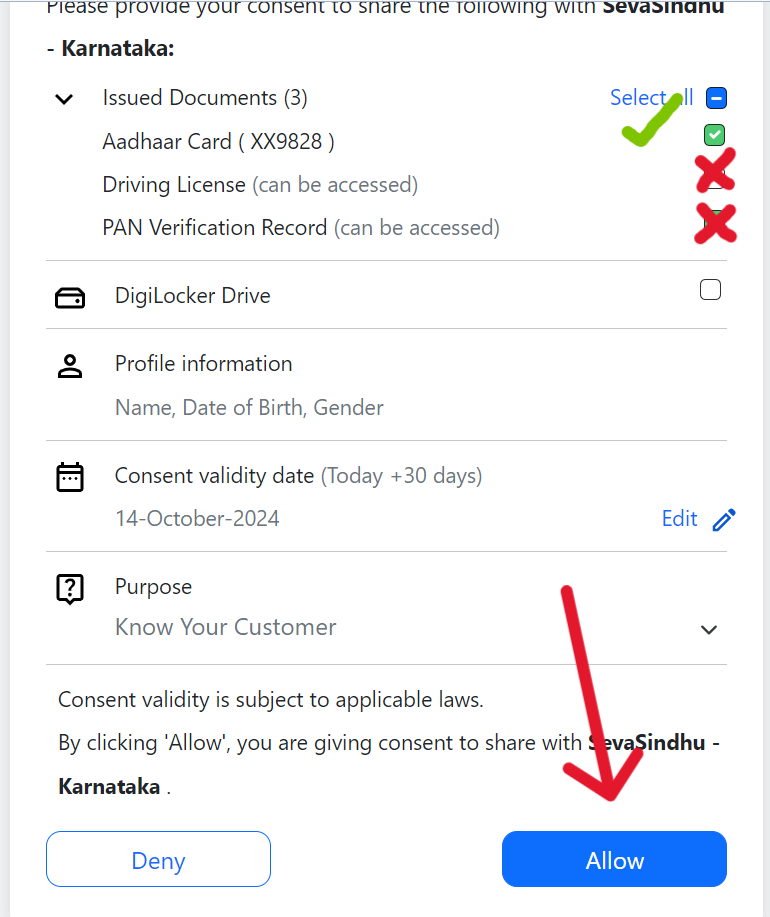 Please provide your consent to share the following with SevaSindhu
- Karnataka:
Issued Documents (3) Select all
Aadhaar Card ( XX9828 )
Driving License (can be accessed)
PAN Verification Record (can be accessed)
DigiLocker Drive
Profile information
Name, Date of Birth, Gender
Consent validity date (Today +30 days)
14-October-2024 Edit
Purpose
Know Your Customer
Consent validity is subject to applicable laws.
By clicking 'Allow', you are giving consent to share with SevaSindhu -
Karnataka .
Deny Allow